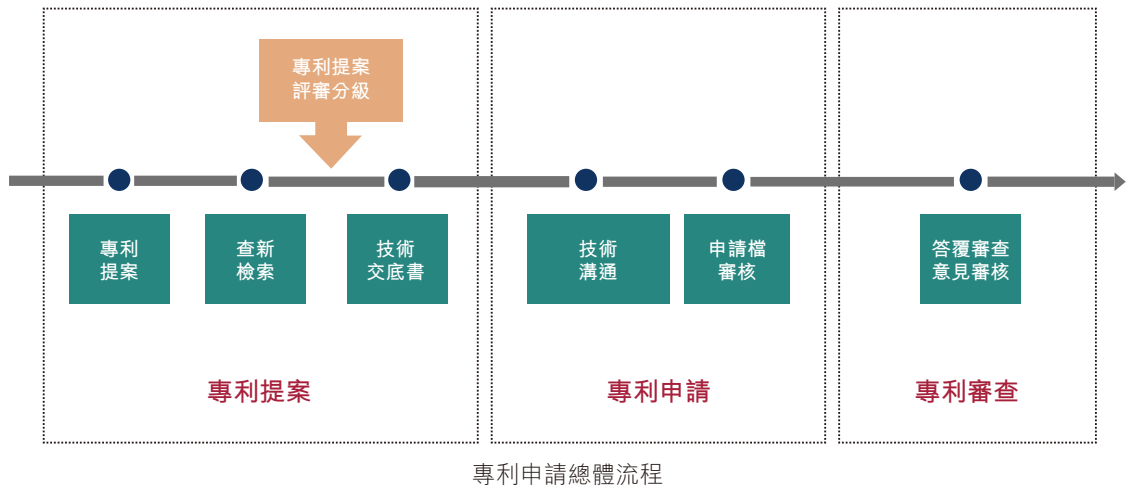 專利提案
評審分級
專利
提案
查新
檢索
技術
交底書
技術
溝通
申請檔
審核
答覆審查
意見審核
專利提案
專利申請
專利審查
專利申請總體流程